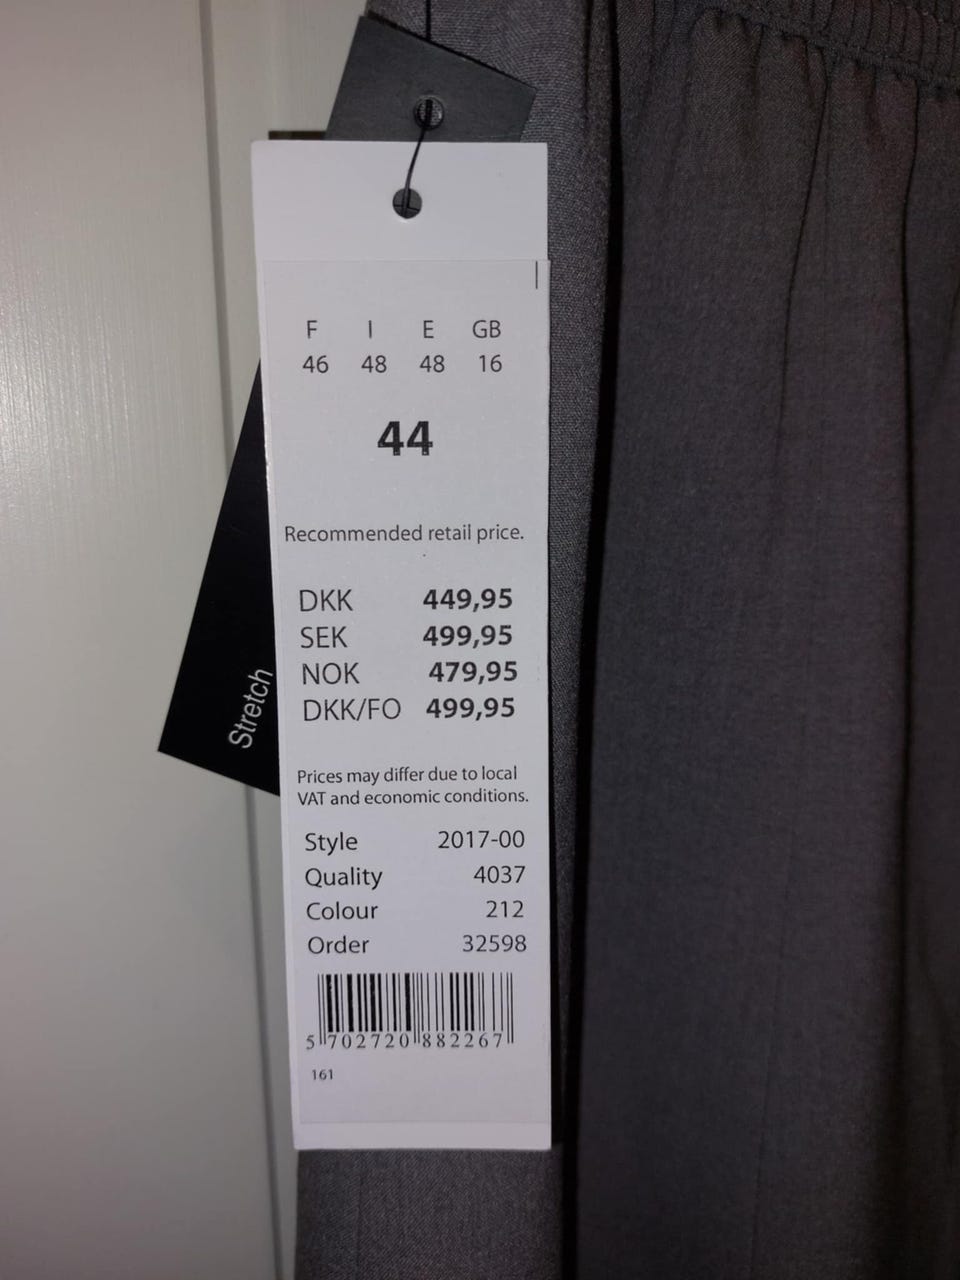 F I E GB
46 48 48 16
44
Recommended retail price.
DKK 449,95
SEK 499,95
NOK 479,95
DKK/FO 499,95
Prices may differ due to local
VAT and economic conditions.
Style 2017-00
Quality 4037
Colour 212
Order 32598
5 702720 882267
161
Stretch